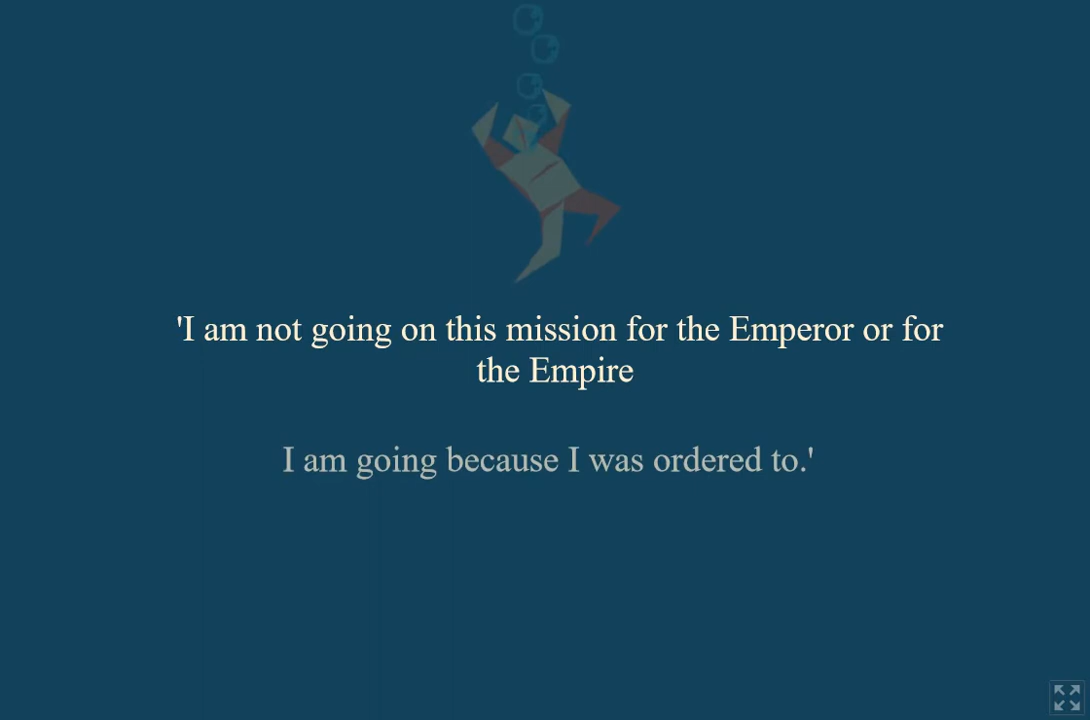 'I am not going on this mission for the Emperor or for
the Empire
I am going because I was ordered to.'